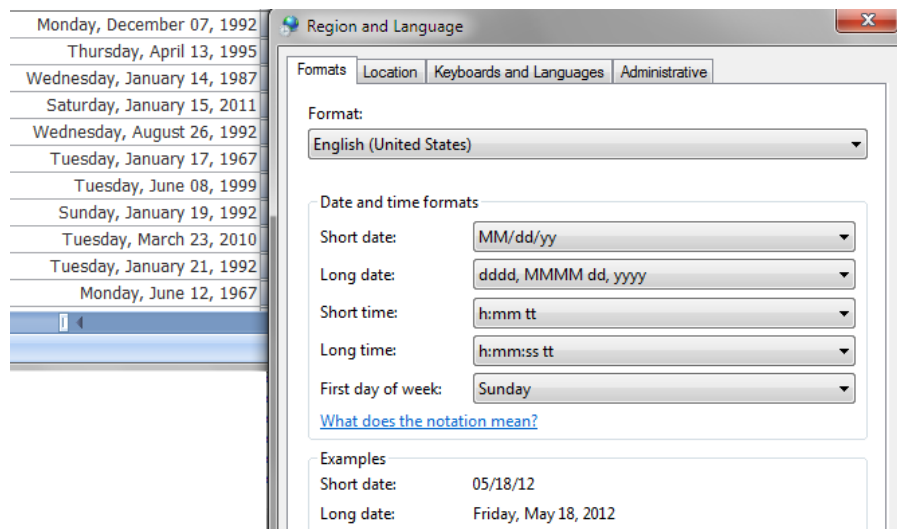 Monday, December 07, 1992
Thursday, April 13, 1995
Wednesday, January 14, 1987
Saturday, January 15, 2011
Wednesday, August 26, 1992
Tuesday, January 17, 1967
Tuesday, June 08, 1999
Sunday, January 19, 1992
Tuesday, March 23, 2010
Tuesday, January 21, 1992
Monday, June 12, 1967
Region and Language
Formats Location Keyboards and Languages Administrative
Format:
English (United States)
Date and time formats
Short date: MM/dd/yy
Long date: dddd, MMMM dd, yyyy
Short time: h:mm tt
Long time: h:mm:ss tt
First day of week: Sunday
What does the notation mean?
Examples
Short date: 05/18/12
Long date: Friday, May 18, 2012